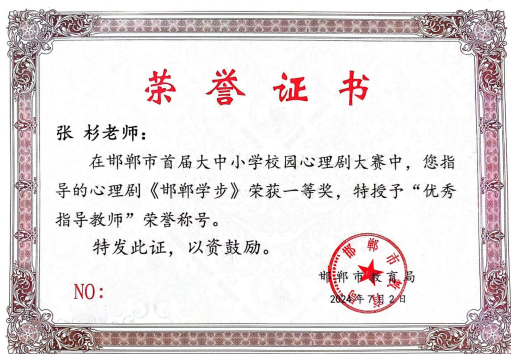 荣誉证书
张 杉老师：
在邯郸市首届大中小学校园心理剧大赛中，您指
导的心理剧《邯郸学步》荣获一等奖，特授予“优秀
指导教师”荣誉称号。
特发此证，以资鼓励。
邯郸市教育局
2024年7月2日
NO: